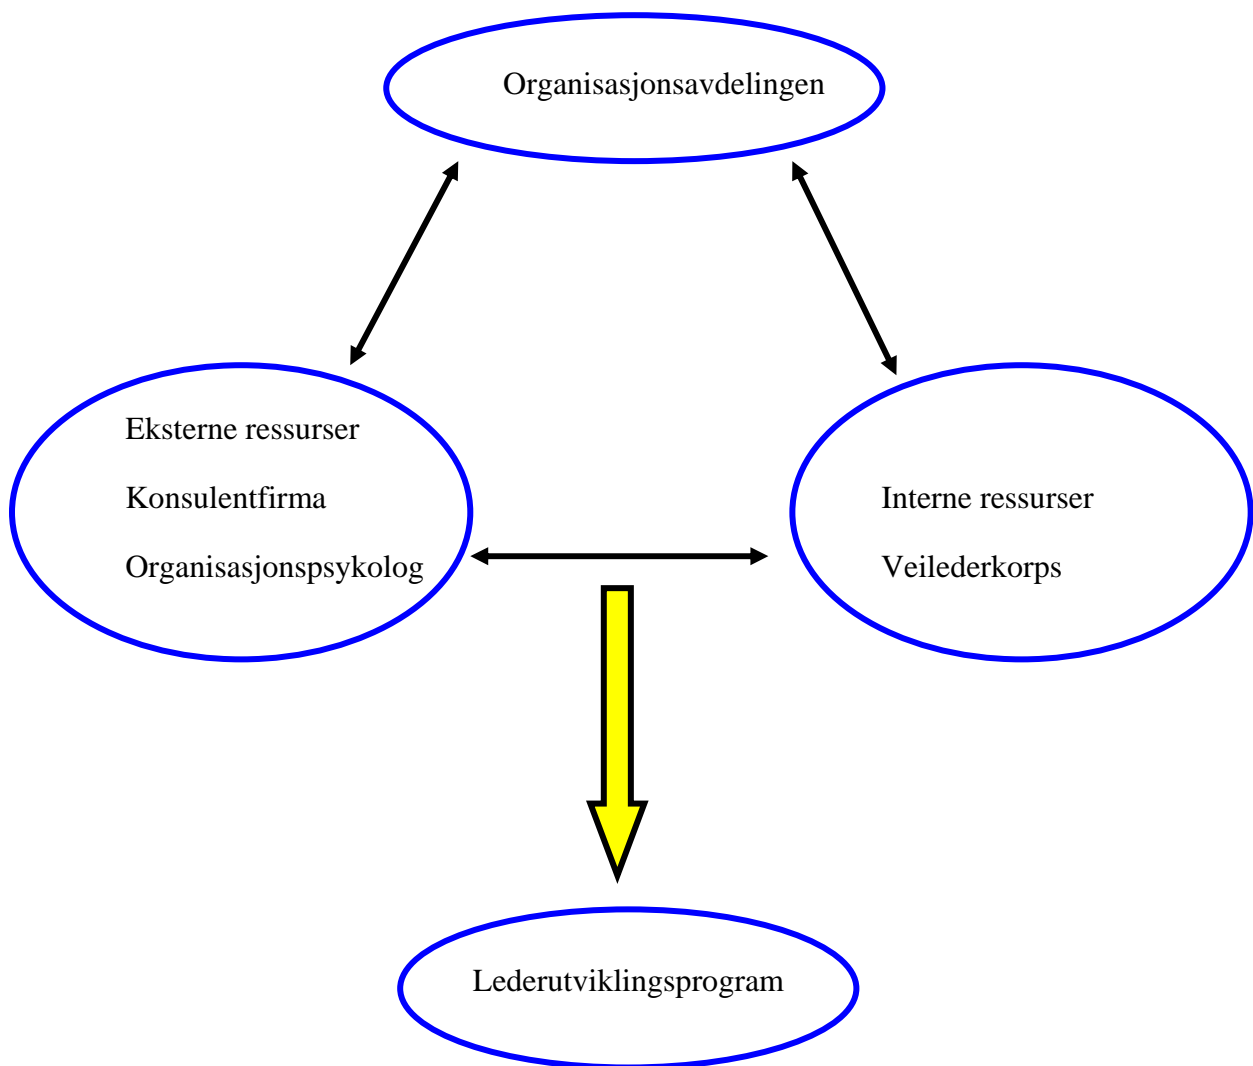 Organisasjonsavdelingen
Eksterne ressurser
Konsulentfirma
Organisasjonspsykolog
Interne ressurser
Veilederkorps
Lederutviklingsprogram